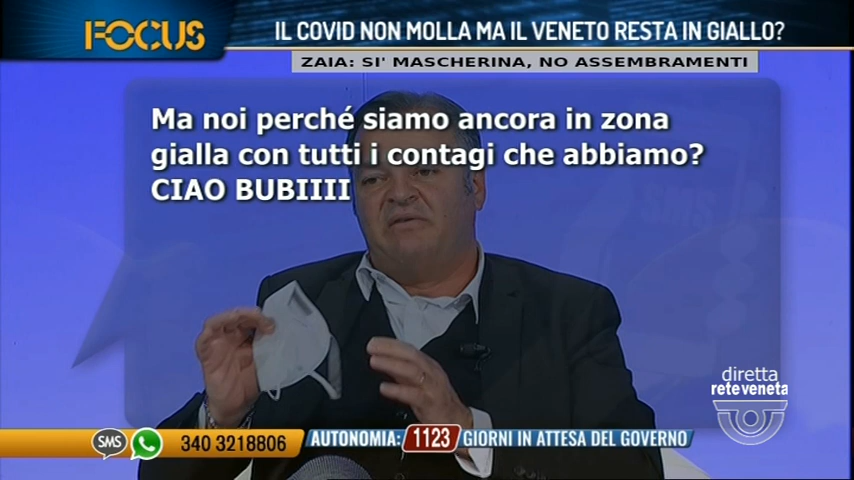 FOCUS
IL COVID NON MOLLA MA IL VENETO RESTA IN GIALLO?
ZAIA: SI' MASCHERINA, NO ASSEMBRAMENTI
Ma noi perché siamo ancora in zona
gialla con tutti i contagi che abbiamo?
CIAO BUBIIII
SMS
diretta
reteveneta
SMS 340 3218806 AUTONOMIA: 1123 GIORNI IN ATTESA DEL GOVERNO